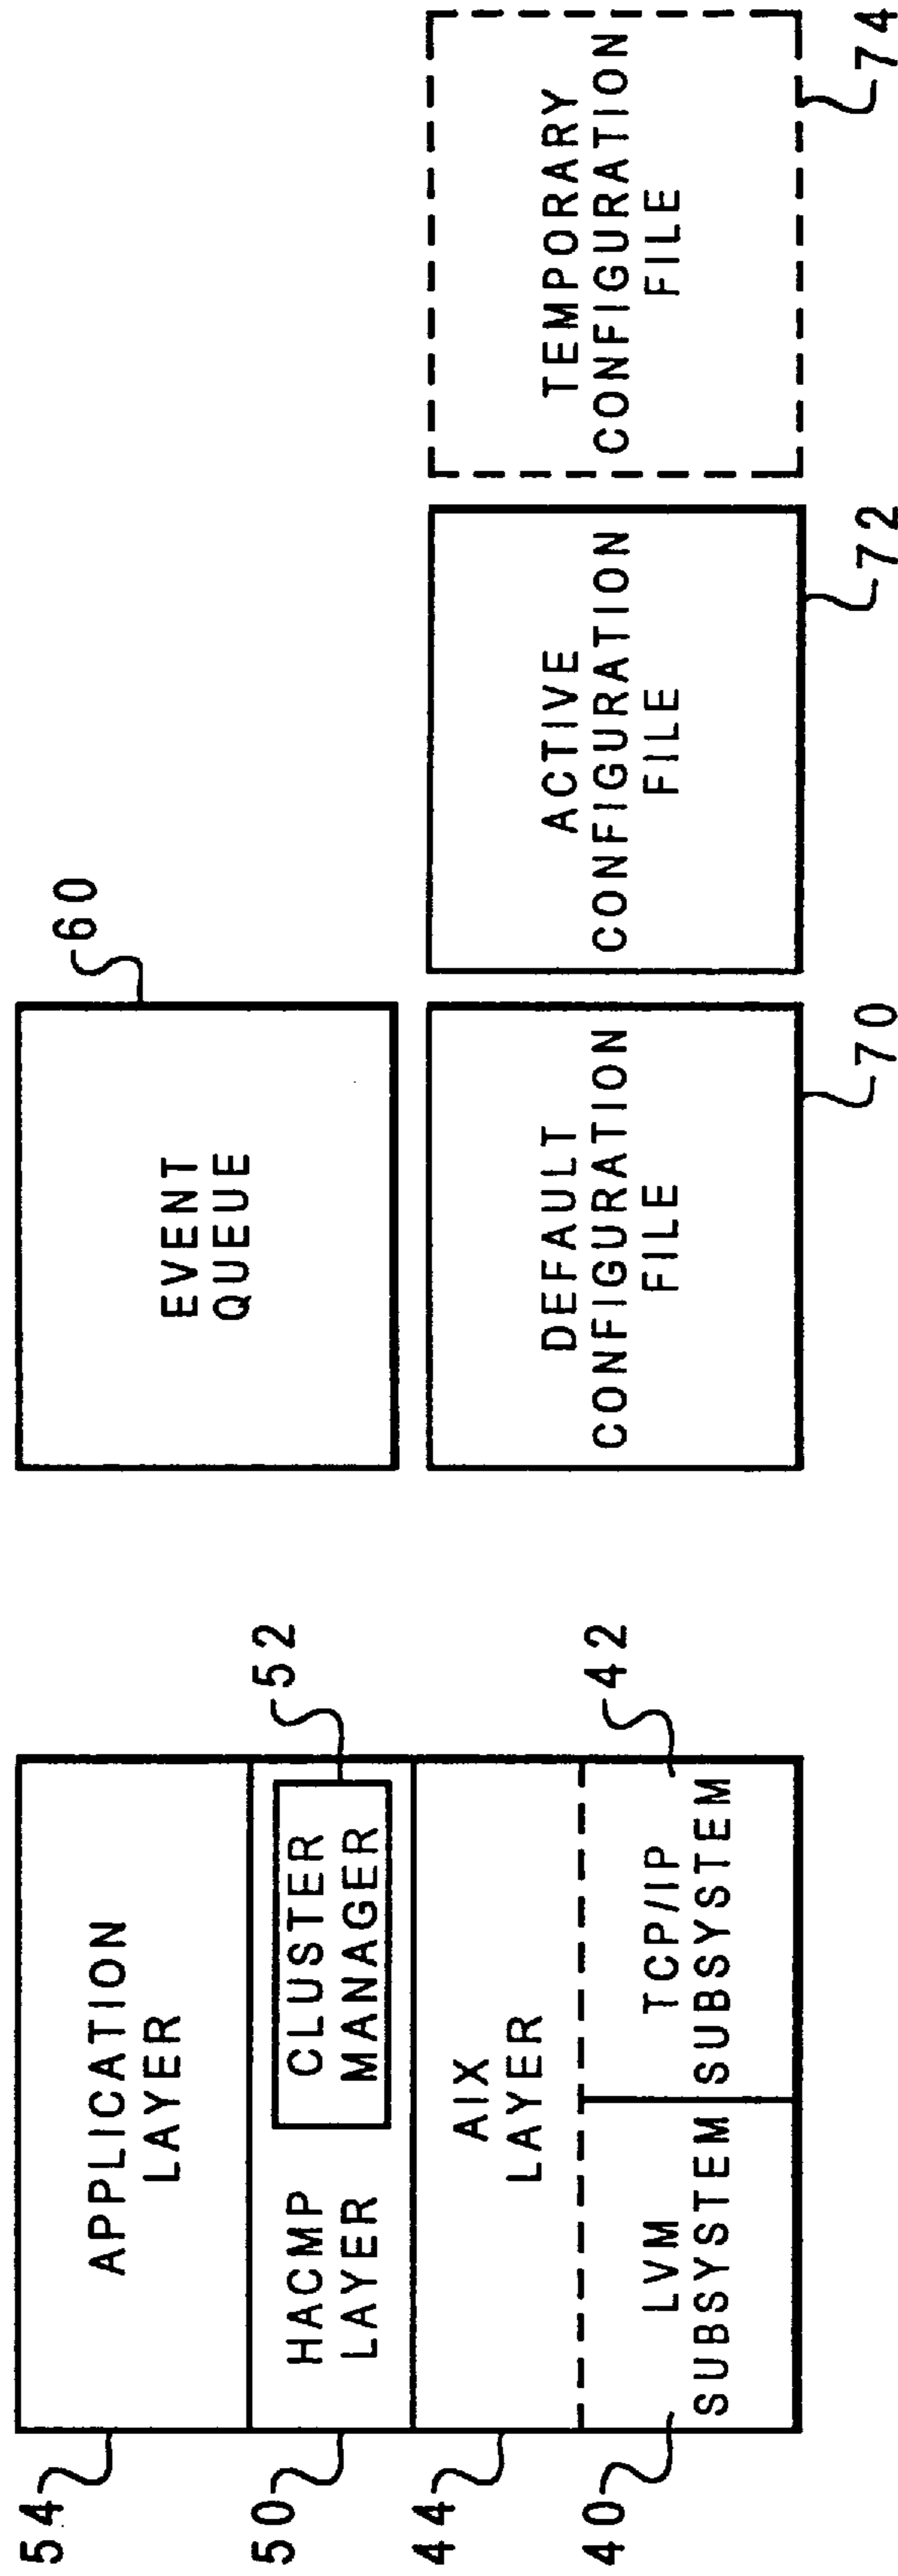 54
APPLICATION
LAYER
50
HACMP
LAYER
CLUSTER
MANAGER
52
44
AIX
LAYER
40
LVM
SUBSYSTEM
TCP/IP
SUBSYSTEM
42
EVENT
QUEUE
60
DEFAULT
CONFIGURATION
FILE
70
ACTIVE
CONFIGURATION
FILE
72
TEMPORARY
CONFIGURATION
FILE
74